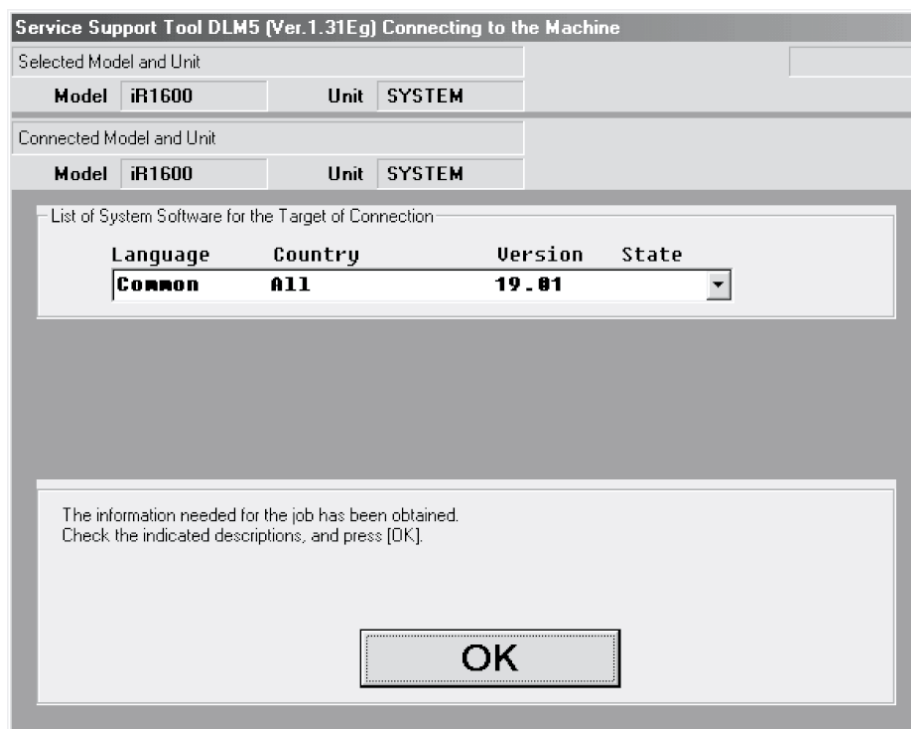 Service Support Tool DLM5 (Ver.1.31Eg) Connecting to the Machine
Selected Model and Unit
Model iR1600 Unit SYSTEM
Connected Model and Unit
Model iR1600 Unit SYSTEM
List of System Software for the Target of Connection
Language Country Version State
Common All 19.01
The information needed for the job has been obtained.
Check the indicated descriptions, and press [OK].
OK